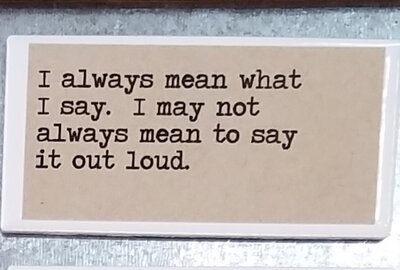 I always mean what
I say.  I may not
always mean to say
it out loud.